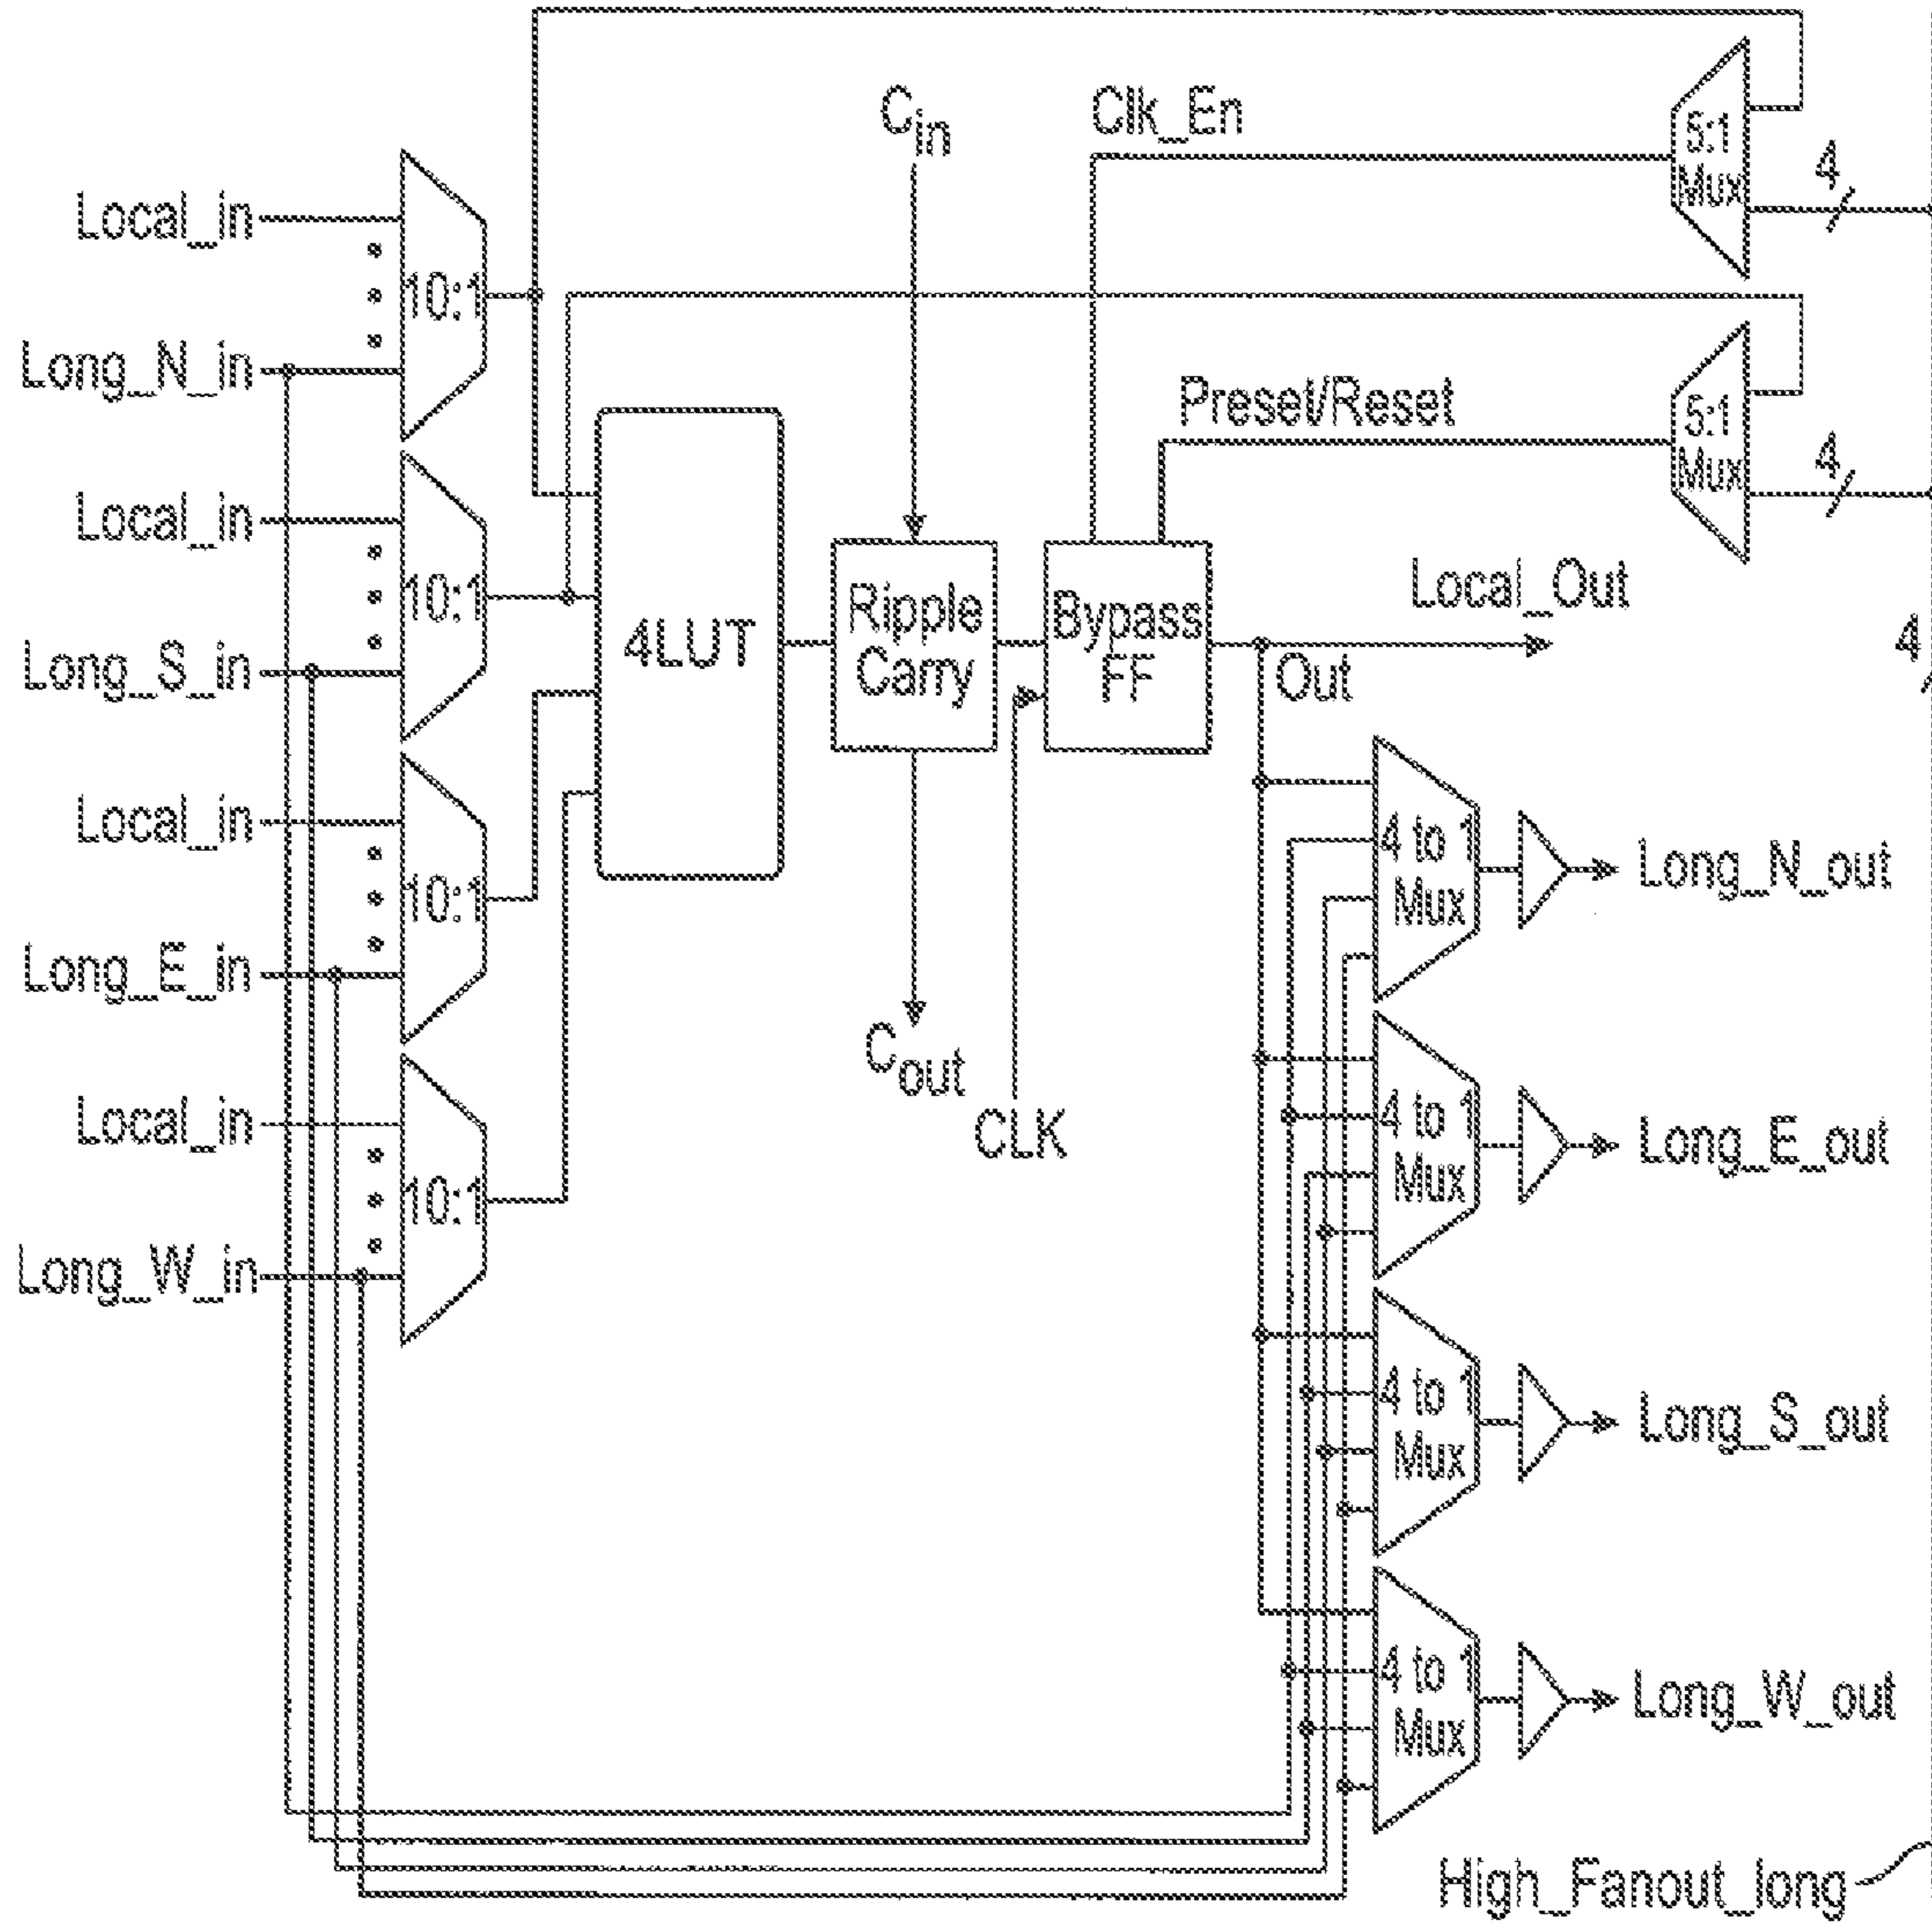 C_in
Clk_En
5:1
Mux
4
Local_in
10:1
Long_N_in
Preset/Reset
5:1
Mux
4
Local_in
10:1
Long_S_in
4LUT
Ripple
Carry
Bypass
FF
Local_Out
Out
4
Local_in
10:1
Long_E_in
C_out
CLK
4 to 1
Mux
Long_N_out
Local_in
10:1
Long_W_in
4 to 1
Mux
Long_E_out
4 to 1
Mux
Long_S_out
4 to 1
Mux
Long_W_out
High_Fanout_long